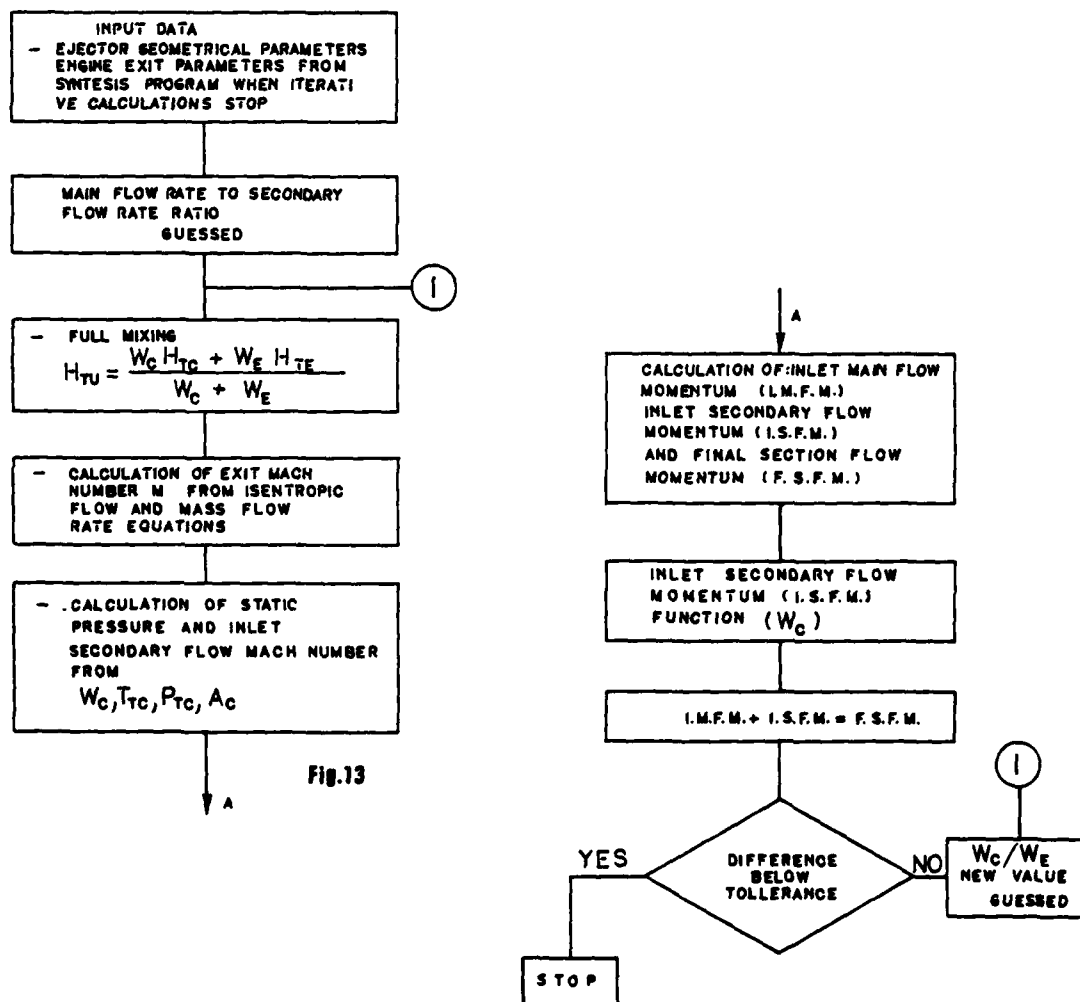 INPUT DATA
- EJECTOR GEOMETRICAL PARAMETERS
ENGINE EXIT PARAMETERS FROM
SYNTESIS PROGRAM WHEN ITERATI
VE CALCULATIONS STOP
MAIN FLOW RATE TO SECONDARY
FLOW RATE RATIO
GUESSED
1
- FULL MIXING
H_TU = (W_C H_TC + W_E H_TE) / (W_C + W_E)
- CALCULATION OF EXIT MACH
NUMBER M FROM ISENTROPIC
FLOW AND MASS FLOW
RATE EQUATIONS
- . CALCULATION OF STATIC
PRESSURE AND INLET
SECONDARY FLOW MACH NUMBER
FROM
W_C, T_TC, P_TC, A_C
Fig.13
A
A
CALCULATION OF:INLET MAIN FLOW
MOMENTUM (I.M.F.M.)
INLET SECONDARY FLOW
MOMENTUM (I.S.F.M.)
AND FINAL SECTION FLOW
MOMENTUM (F.S.F.M.)
INLET SECONDARY FLOW
MOMENTUM (I.S.F.M.)
FUNCTION (W_C)
I.M.F.M. + I.S.F.M. = F.S.F.M.
1
YES
DIFFERENCE
BELOW
TOLLERANCE
NO
W_C/W_E
NEW VALUE
GUESSED
STOP